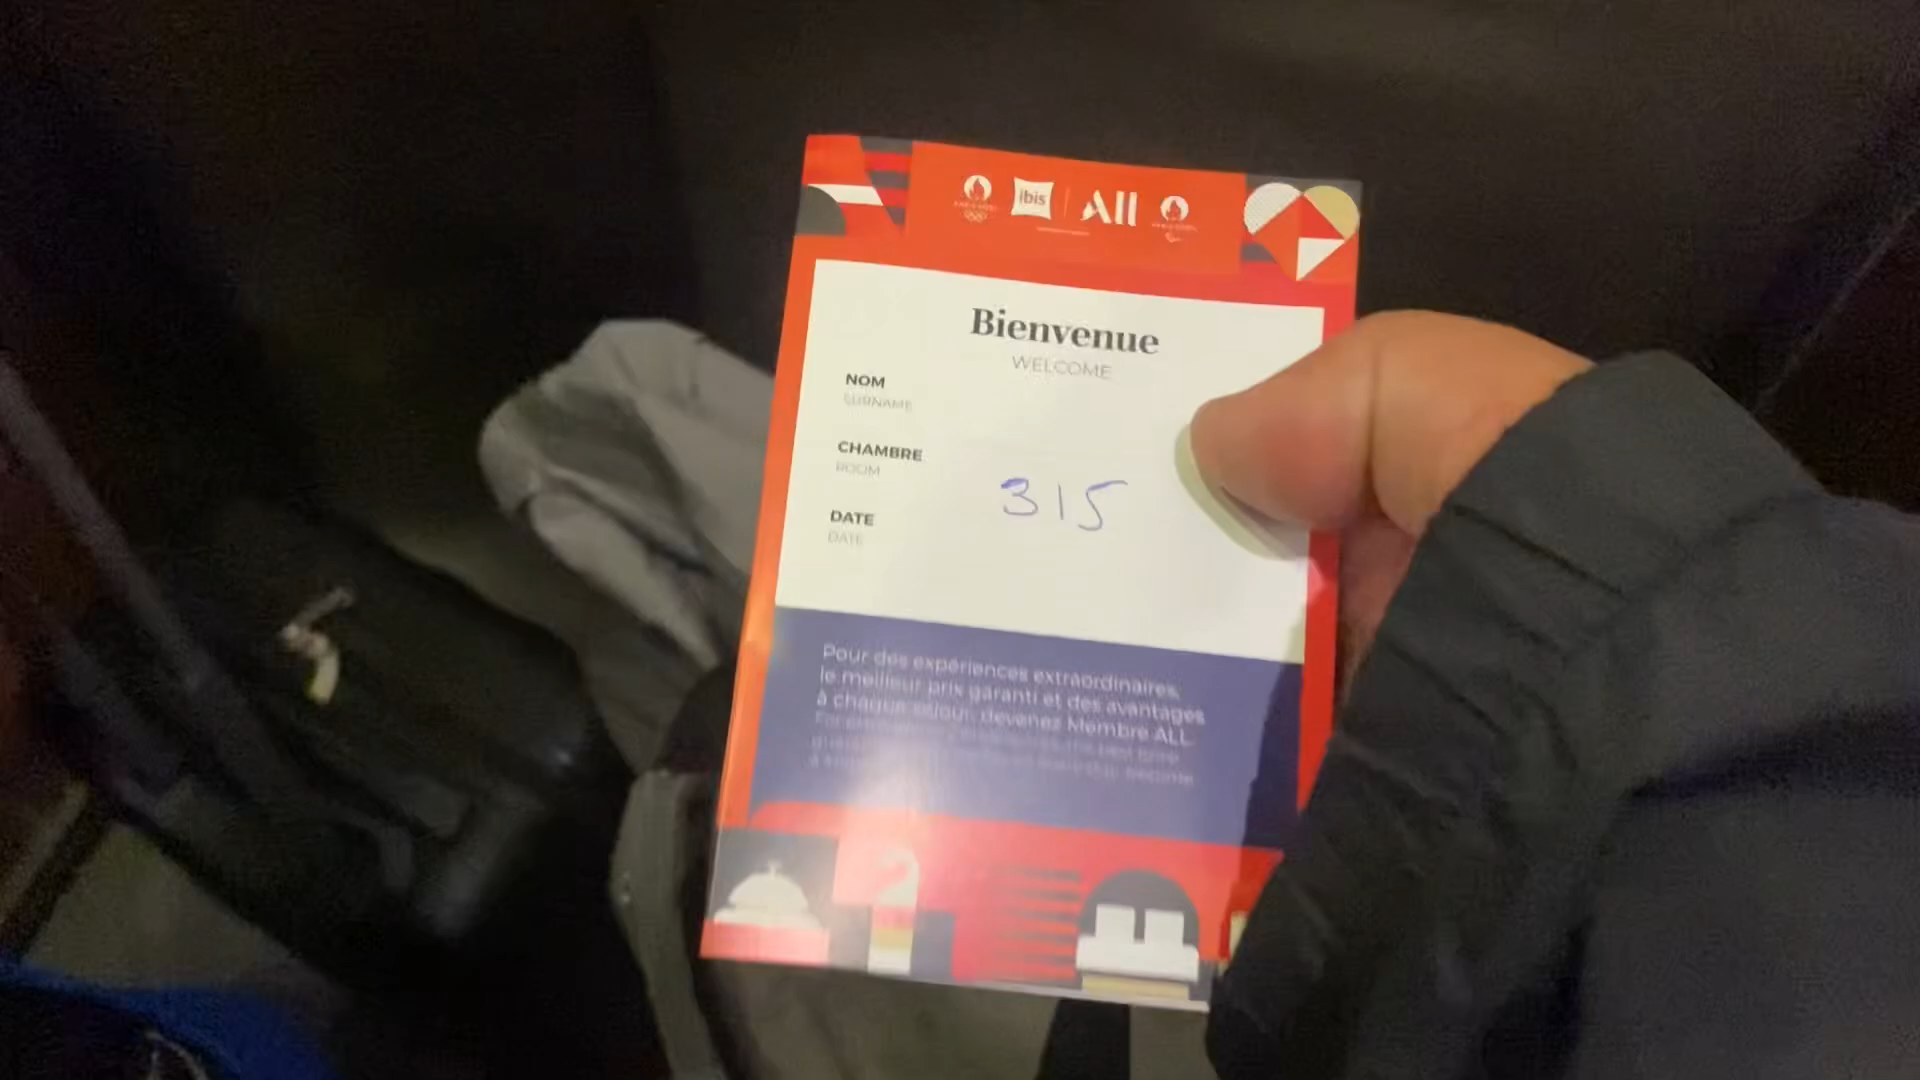 ibis ALL
Bienvenue
WELCOME
NOM
SURNAME
CHAMBRE
ROOM
315
DATE
DATE
Pour des expériences extraordinaires,
le meilleur prix garanti et des avantages
à chaque séjour, devenez Membre ALL.